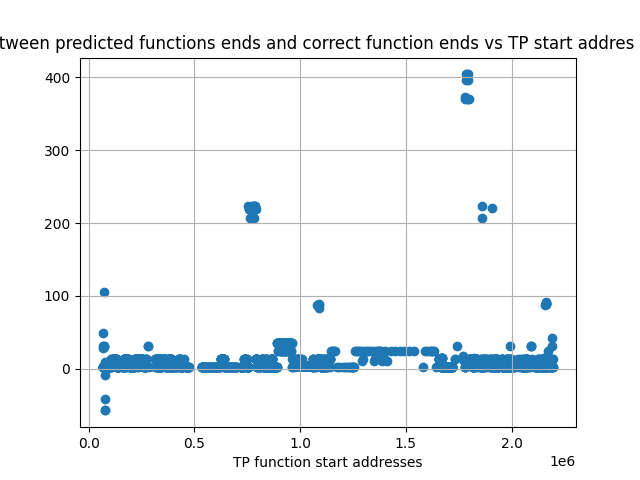 tween predicted functions ends and correct function ends vs TP start addres
400
300
200
100
0
0.0 0.5 1.0 1.5 2.0
1e6
TP function start addresses